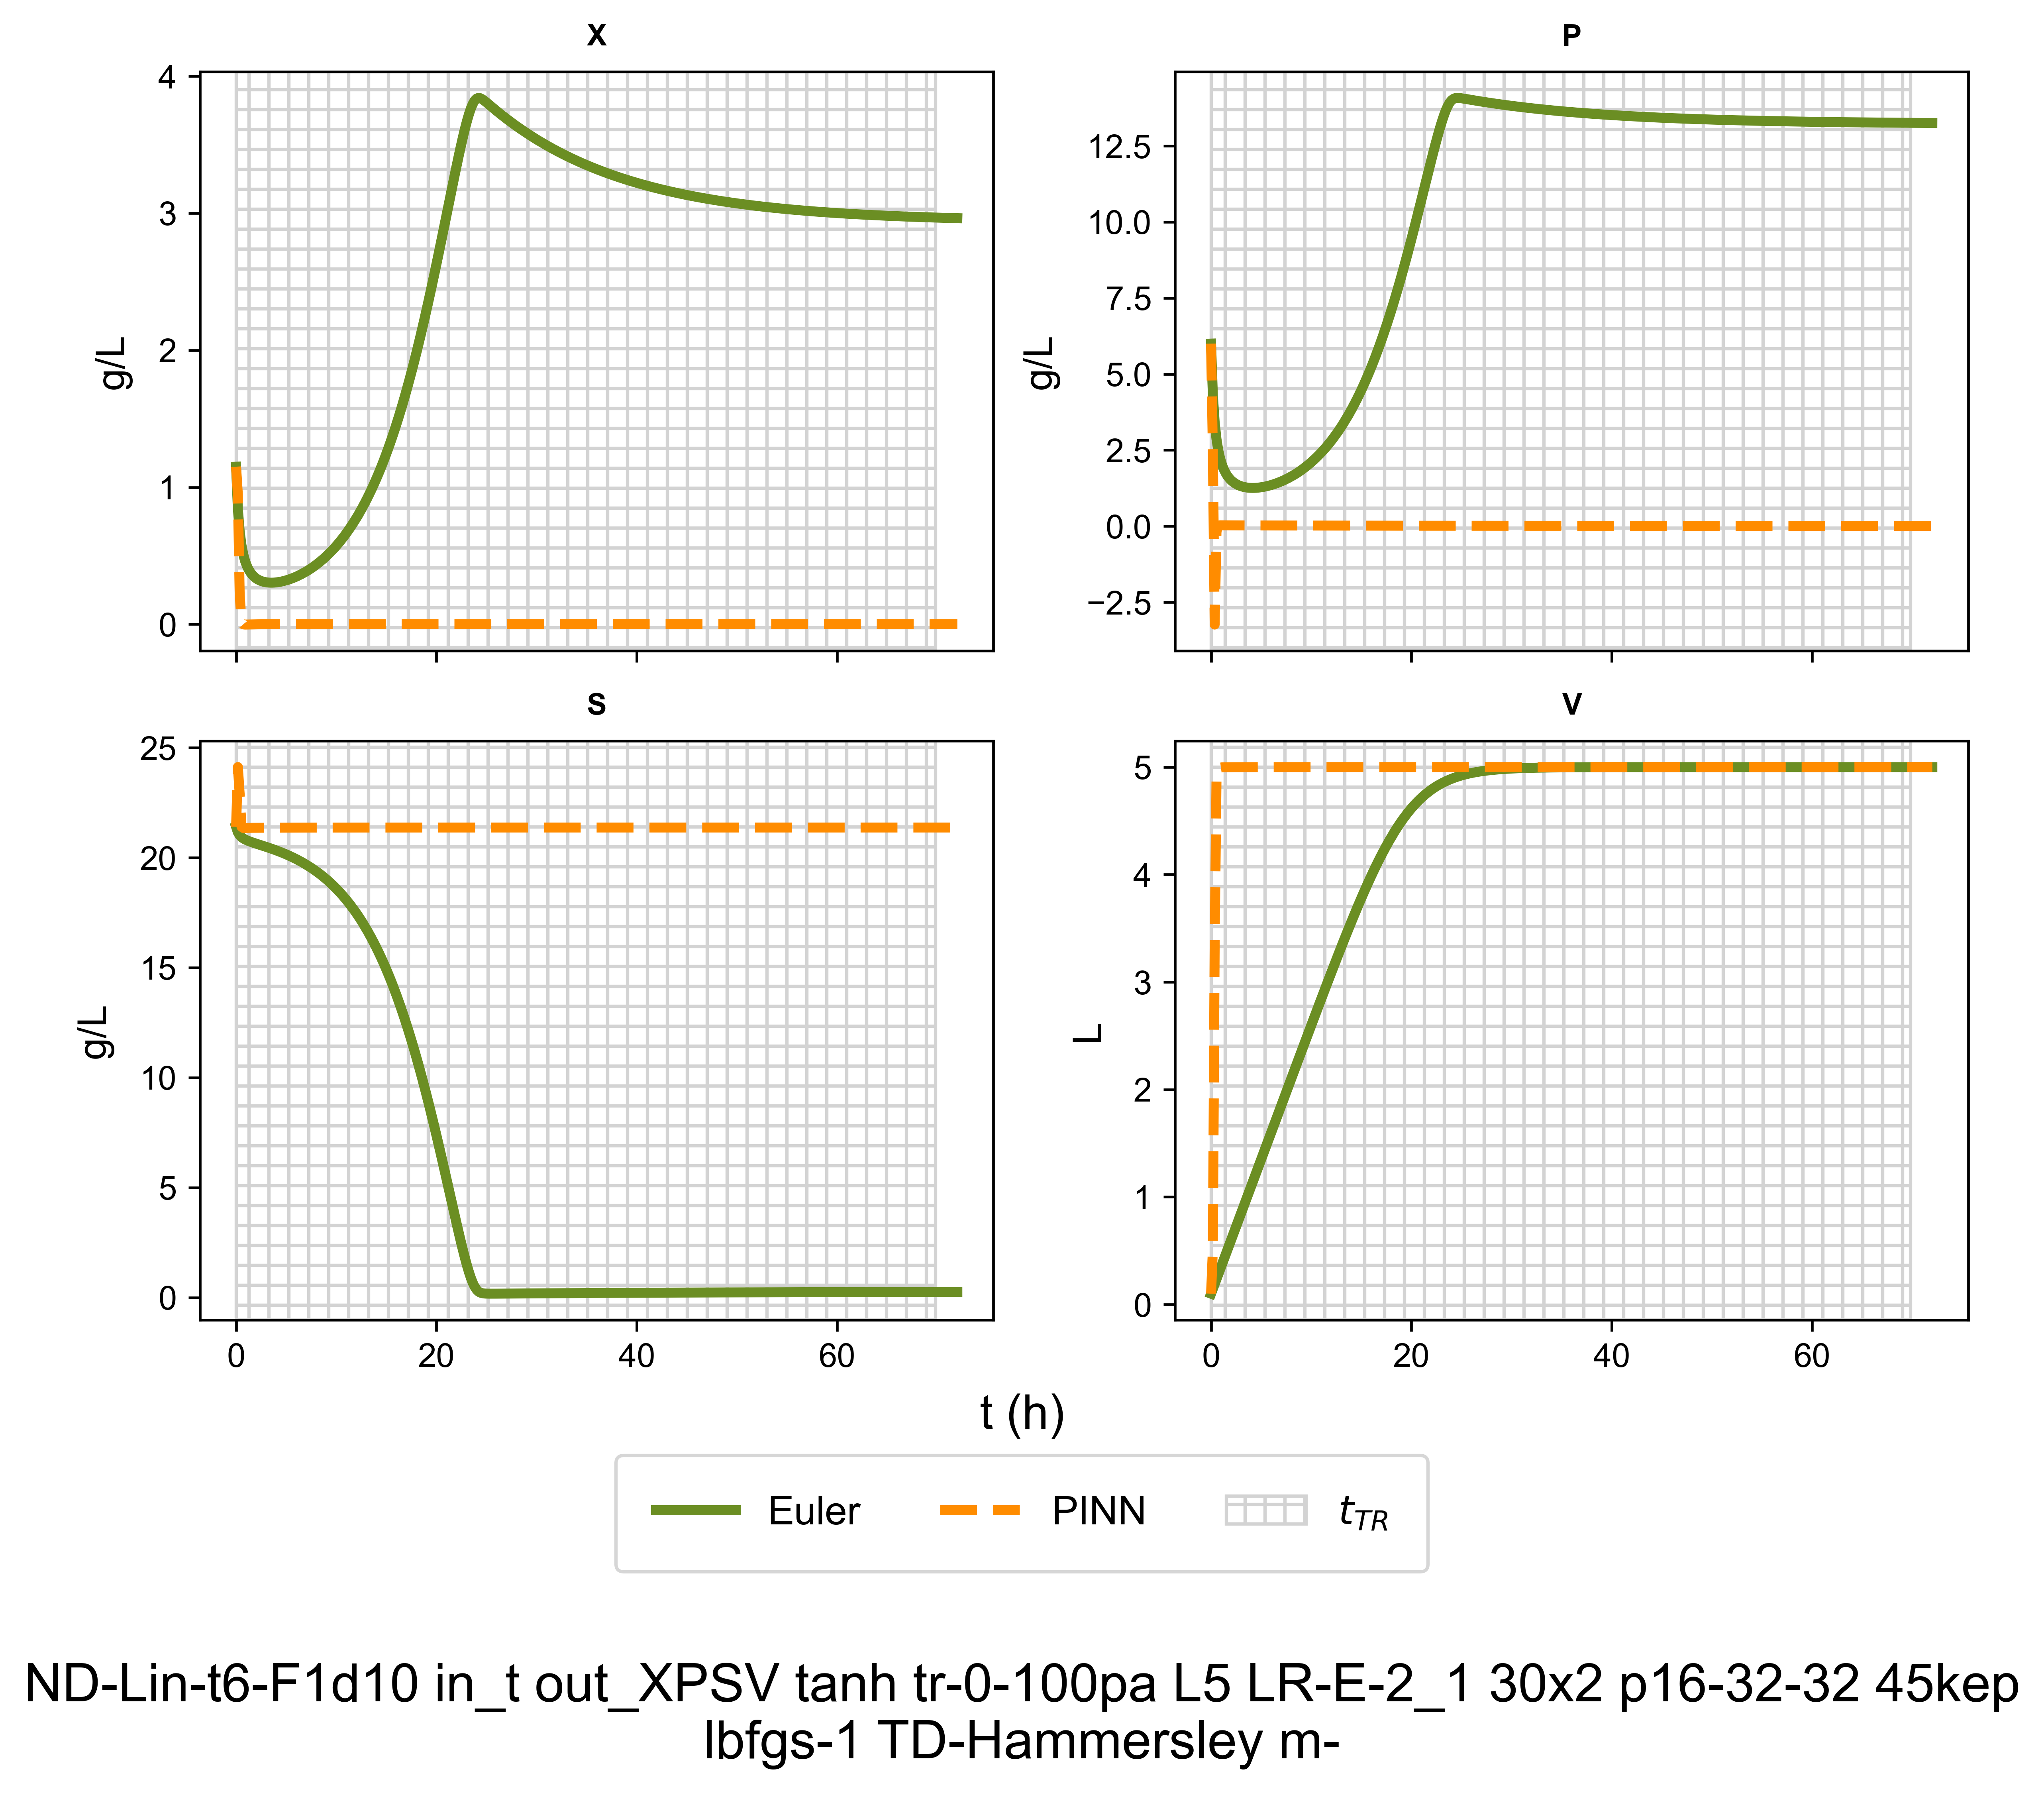 X
P
4
3
2
1
0
g/L
12.5
10.0
7.5
5.0
2.5
0.0
−2.5
g/L
S
V
25
20
15
10
5
0
g/L
5
4
3
2
1
0
L
0 20 40 60
0 20 40 60
t (h)
Euler PINN t_TR
ND-Lin-t6-F1d10 in_t out_XPSV tanh tr-0-100pa L5 LR-E-2_1 30x2 p16-32-32 45kep
lbfgs-1 TD-Hammersley m-